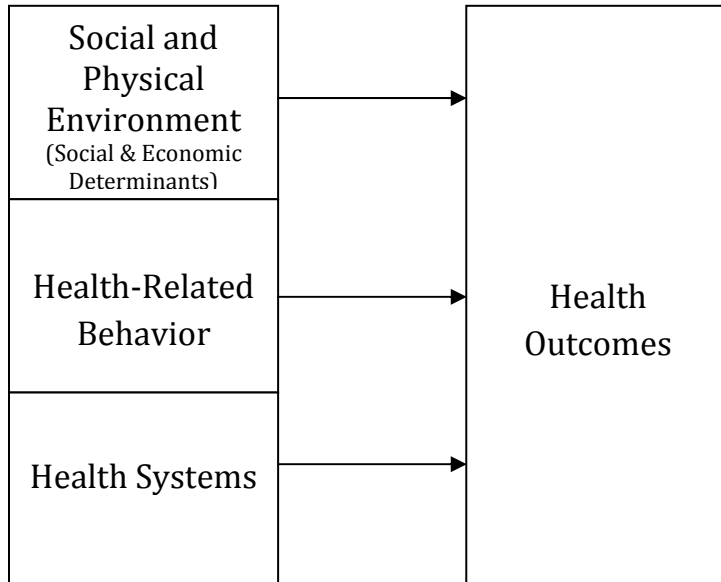 Social and
Physical
Environment
(Social & Economic
Determinants)
Health-Related
Behavior
Health Systems
Health
Outcomes